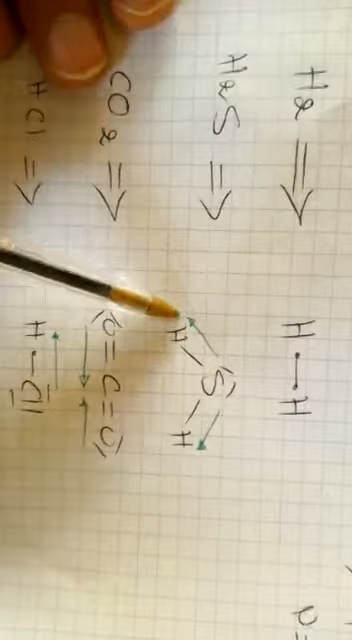 H2 ⇒ H–H
H2S ⇒ H–S–H
CO2 ⇒ O=C=O
HCl ⇒ H–Cl